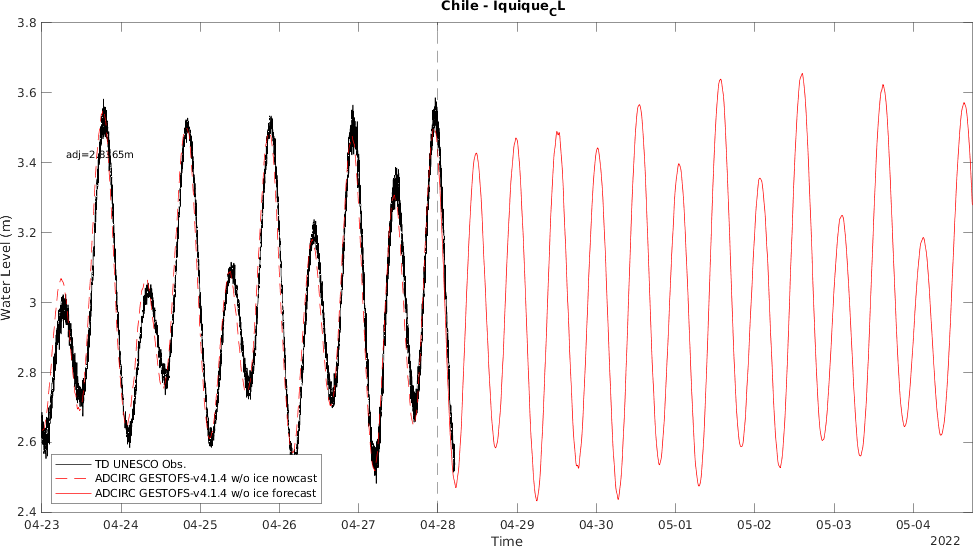 Chile - Iquique_CL
3.8
3.6
3.4
3.2
3
2.8
2.6
2.4
Water Level (m)
adj=2.8365m
TD UNESCO Obs.
ADCIRC GESTOFS-v4.1.4 w/o ice nowcast
ADCIRC GESTOFS-v4.1.4 w/o ice forecast
04-23 04-24 04-25 04-26 04-27 04-28 04-29 04-30 05-01 05-02 05-03 05-04
Time
2022